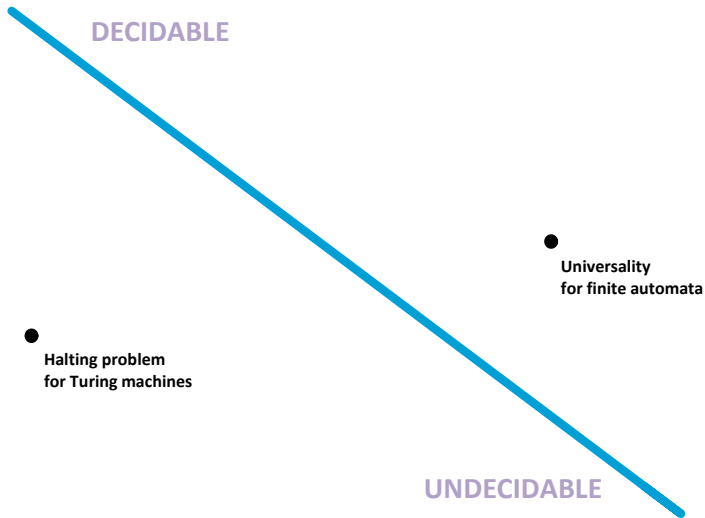 DECIDABLE
Universality
for finite automata
Halting problem
for Turing machines
UNDECIDABLE